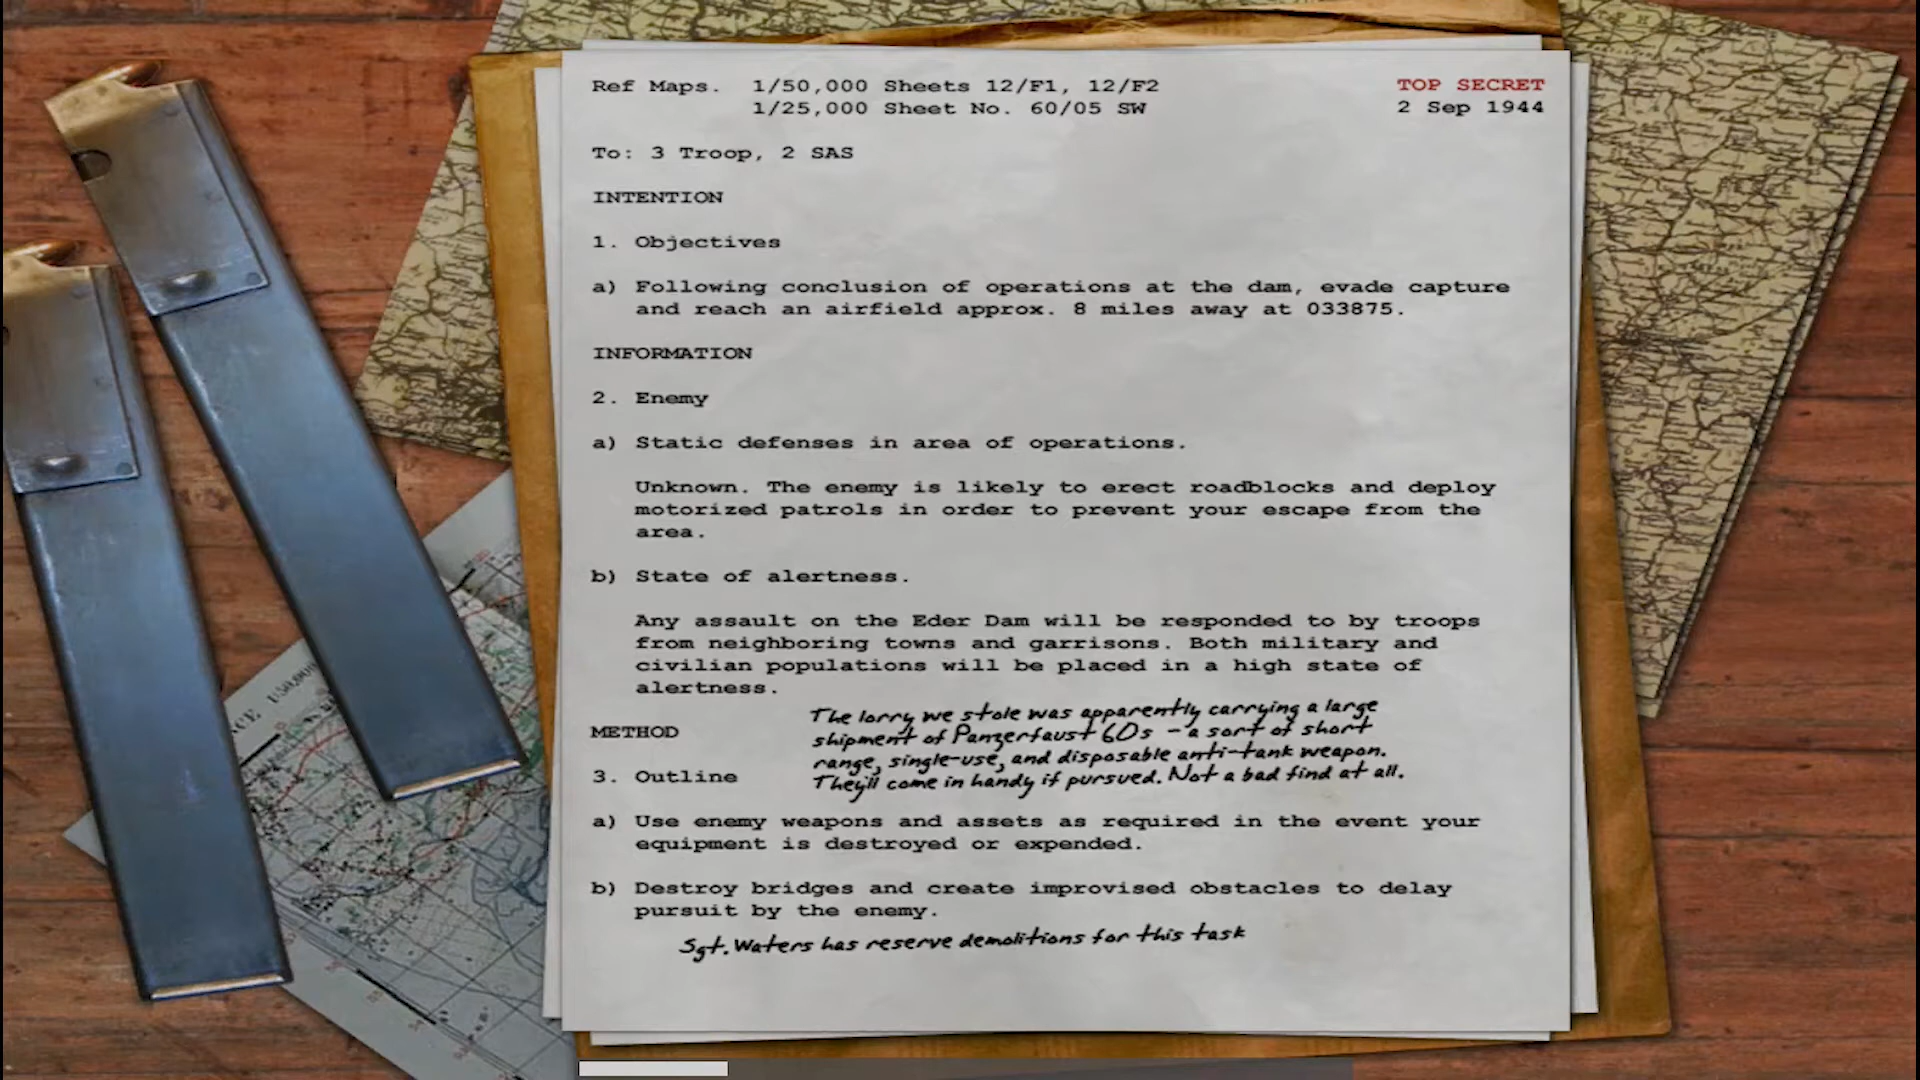 Ref Maps. 1/50,000 Sheets 12/F1, 12/F2
TOP SECRET
1/25,000 Sheet No. 60/05 SW
2 Sep 1944
To: 3 Troop, 2 SAS
INTENTION
1. Objectives
a) Following conclusion of operations at the dam, evade capture
and reach an airfield approx. 8 miles away at 033875.
INFORMATION
2. Enemy
a) Static defenses in area of operations.
Unknown. The enemy is likely to erect roadblocks and deploy
motorized patrols in order to prevent your escape from the
area.
b) State of alertness.
Any assault on the Eder Dam will be responded to by troops
from neighboring towns and garrisons. Both military and
civilian populations will be placed in a high state of
alertness.
The lorry we stole was apparently carrying a large
shipment of Panzerfaust 60s - a sort of short
range, single-use, and disposable anti-tank weapon.
They'll come in handy if pursued. Not a bad find at all.
METHOD
3. Outline
a) Use enemy weapons and assets as required in the event your
equipment is destroyed or expended.
b) Destroy bridges and create improvised obstacles to delay
pursuit by the enemy.
Sgt. Waters has reserve demolitions for this task